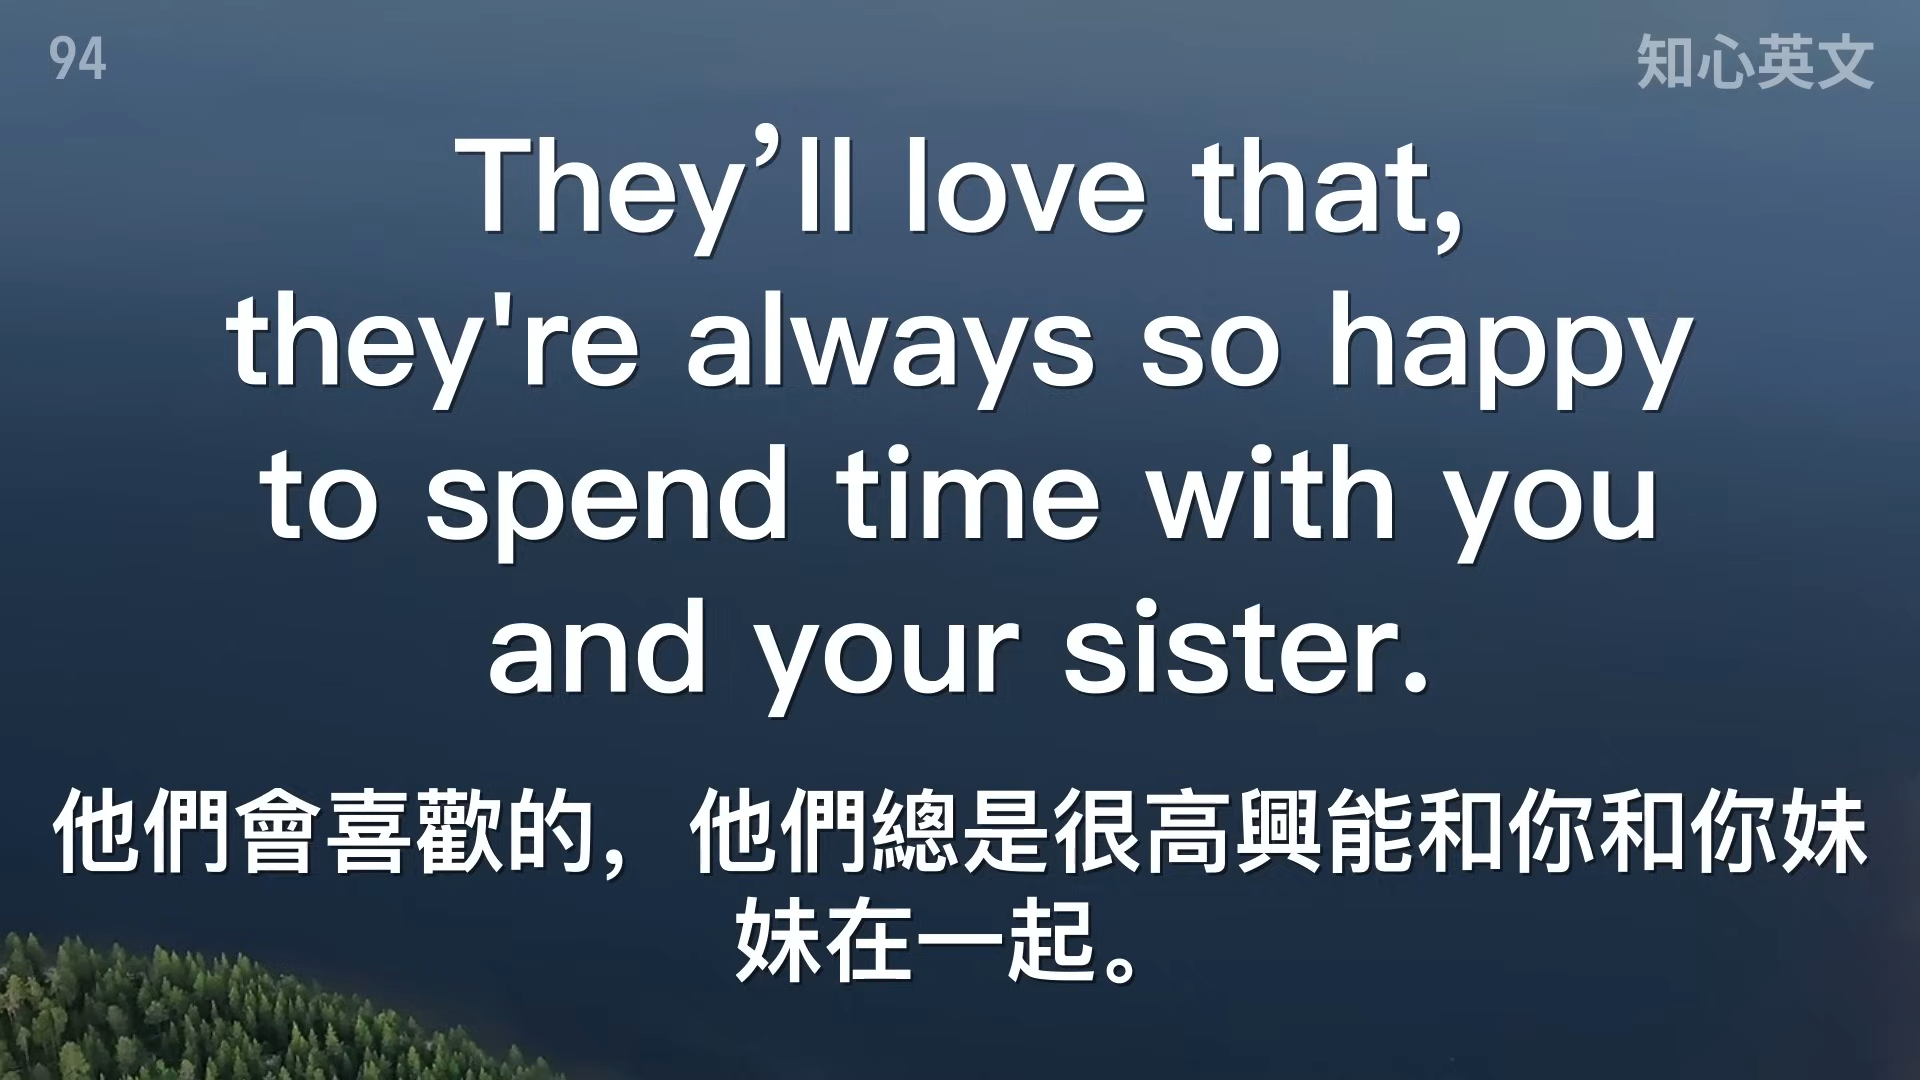 94
知心英文
They’ll love that,
they're always so happy
to spend time with you
and your sister.
他們會喜歡的，他們總是很高興能和你和你妹
妹在一起。